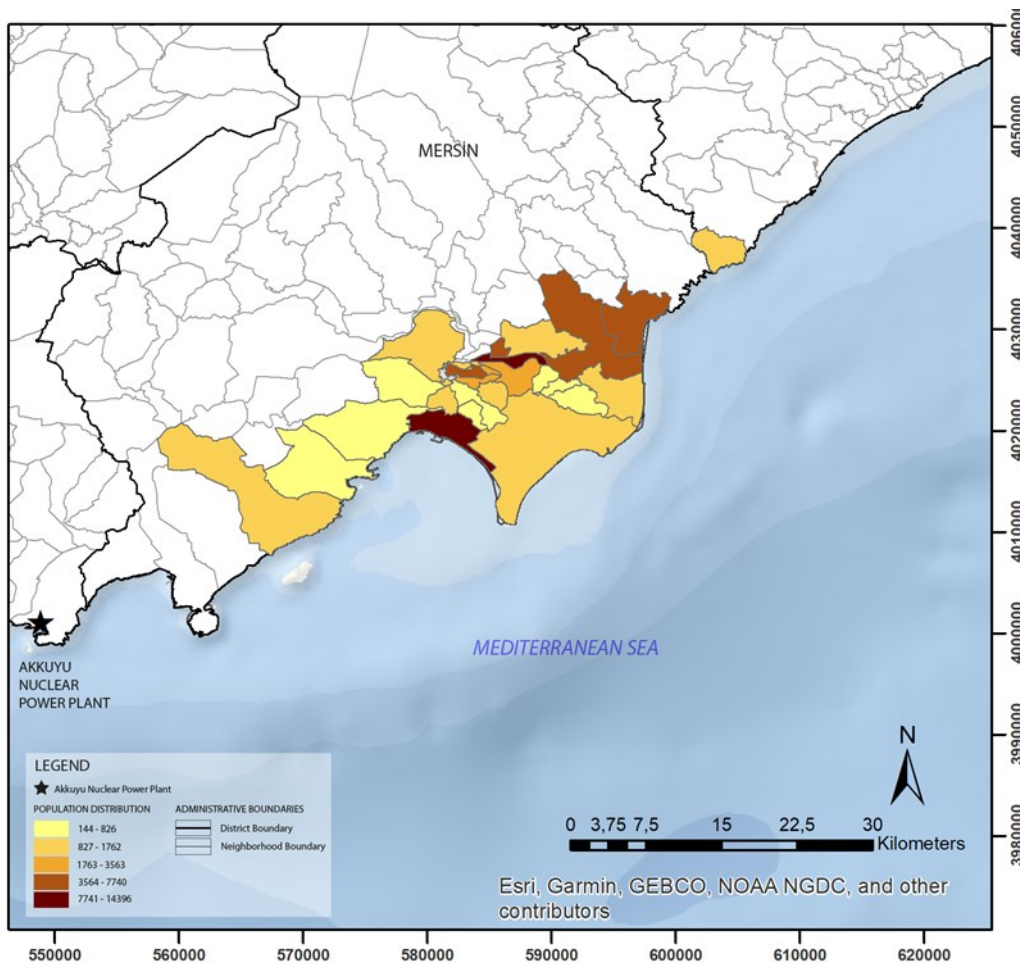 MERSİN
MEDITERRANEAN SEA
AKKUYU
NUCLEAR
POWER PLANT
N
LEGEND
Akkuyu Nuclear Power Plant
POPULATION DISTRIBUTION
144 - 826
827 - 1762
1763 - 3563
3564 - 7740
7741 - 14396
ADMINISTRATIVE BOUNDARIES
District Boundary
Neighborhood Boundary
0 3,75 7,5 15 22,5 30
Kilometers
Esri, Garmin, GEBCO, NOAA NGDC, and other
contributors
4060000
4050000
4040000
4030000
4020000
4010000
4000000
3990000
3980000
550000 560000 570000 580000 590000 600000 610000 620000